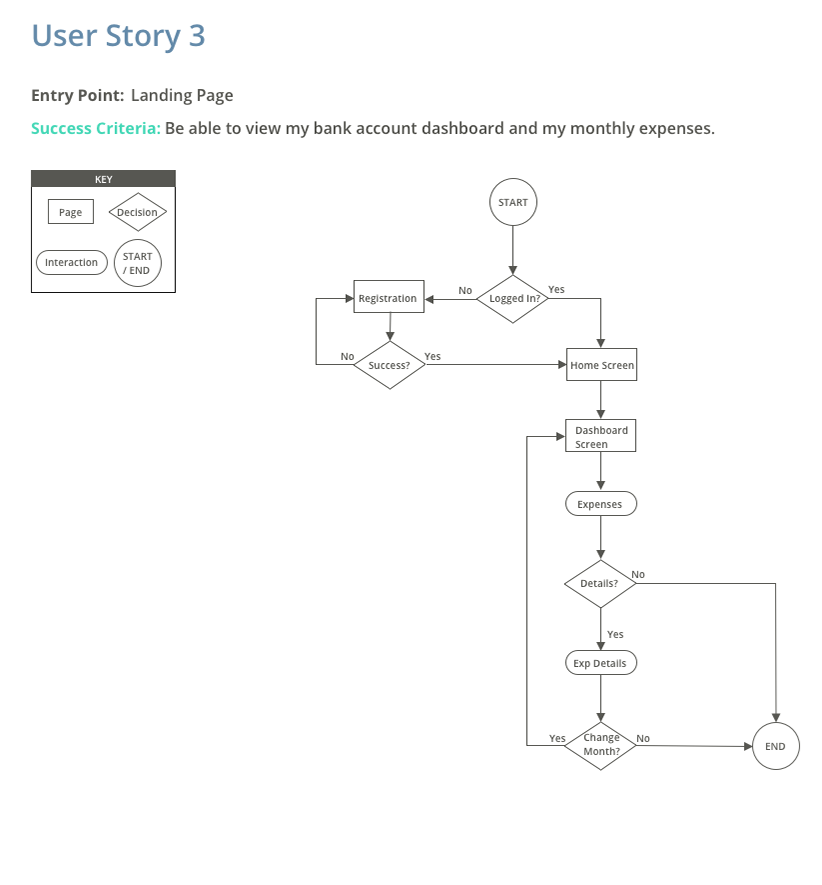 User Story 3
Entry Point: Landing Page
Success Criteria: Be able to view my bank account dashboard and my monthly expenses.
KEY
Page
Decision
Interaction
START
/ END
START
Logged In?
No
Yes
Registration
Success?
No
Yes
Home Screen
Dashboard
Screen
Expenses
Details?
No
Yes
Exp Details
Change
Month?
Yes
No
END